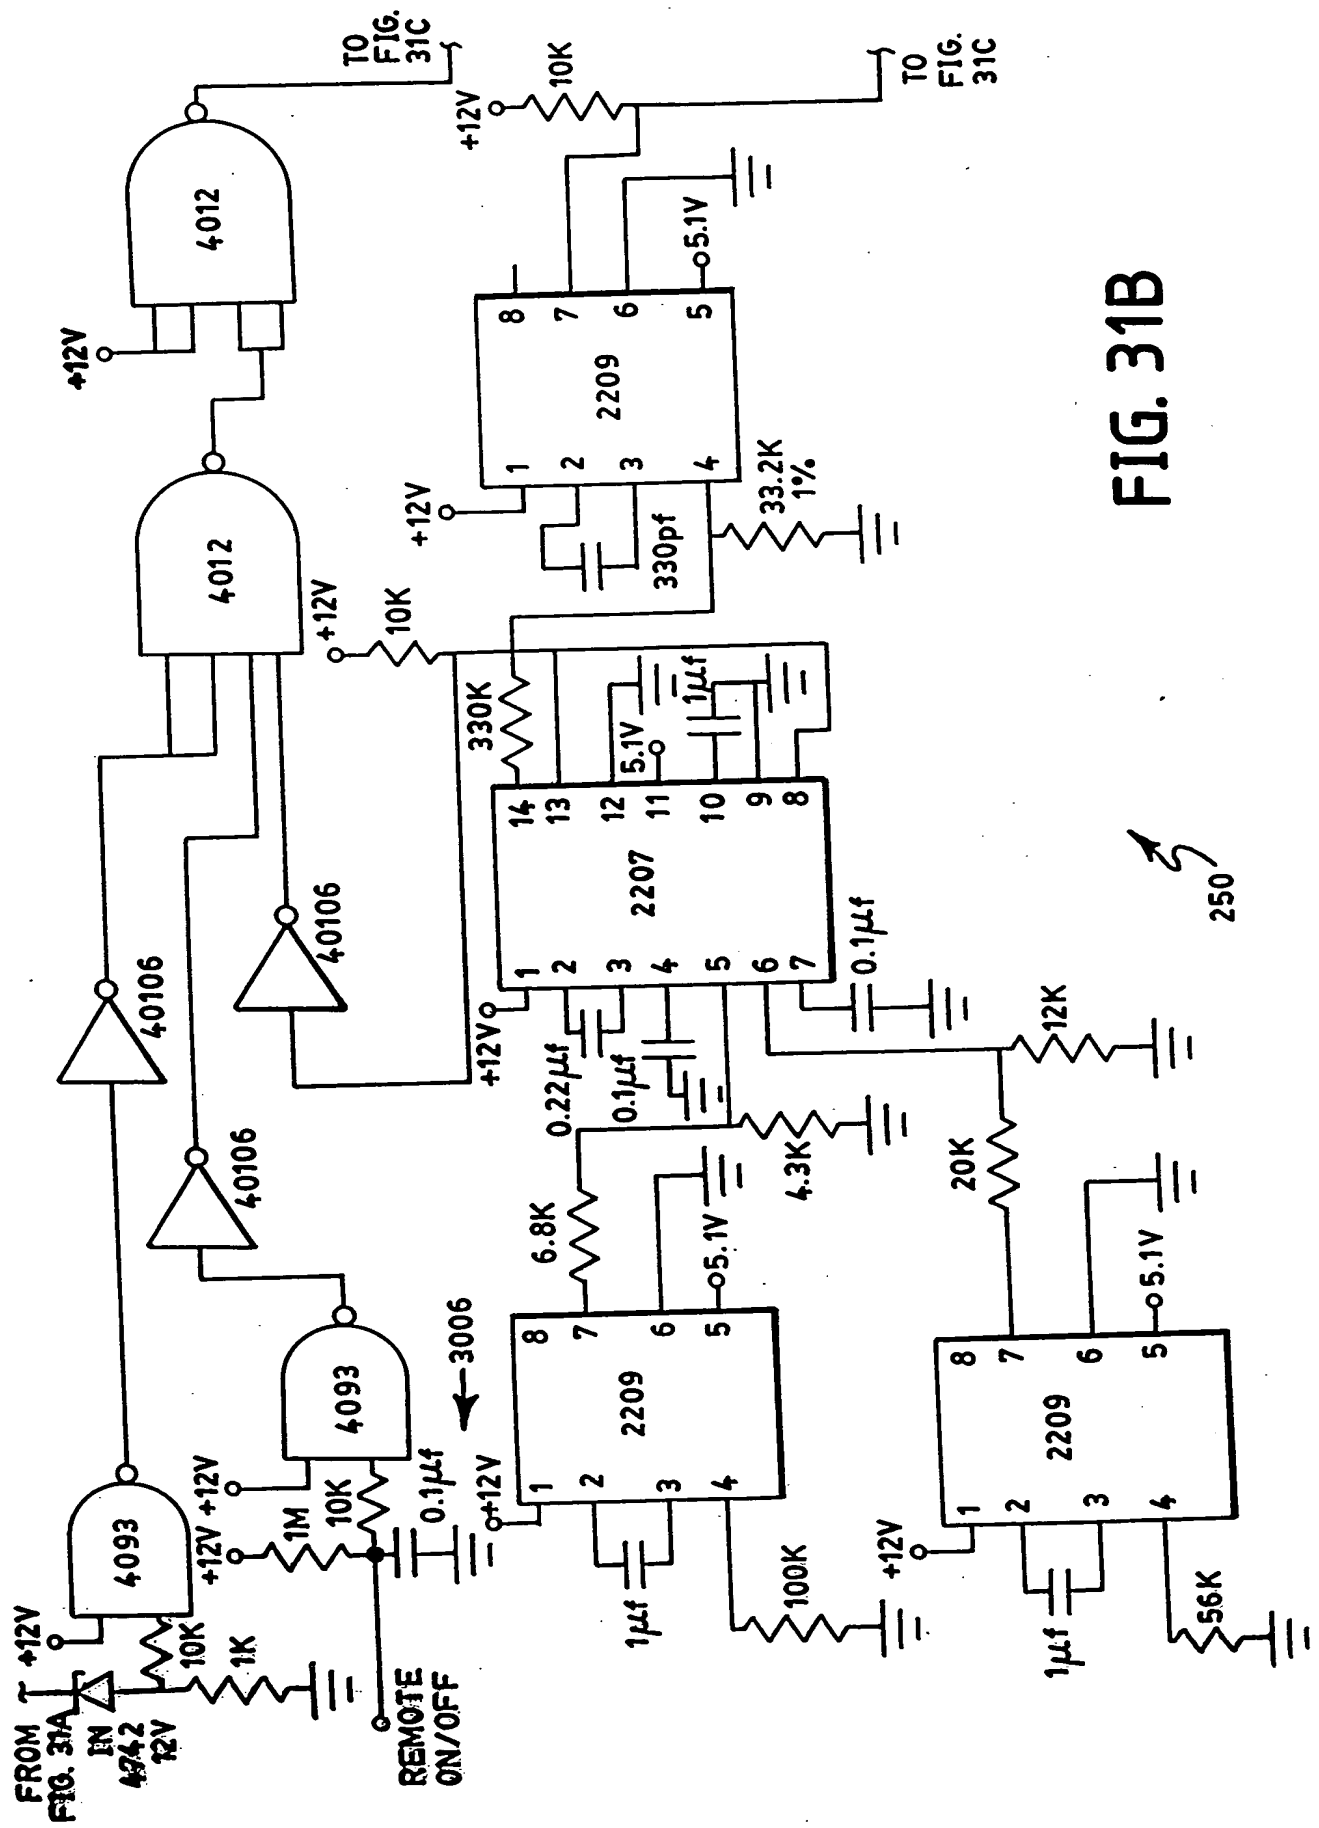 FROM
FIG. 31A
IN
4742
12V
+12V
10K
1K
4093
40106
REMOTE
ON/OFF
+12V
1M
+12V
10K
0.1µf
4093
40106
3006
40106
4012
+12V
4012
TO
FIG.
31C
+12V
10K
+12V
1
2
3
4
2209
8
7
6
5
5.1V
1µf
100K
6.8K
4.3K
+12V
1
2
3
4
2209
8
7
6
5
5.1V
1µf
56K
20K
12K
+12V
0.22µf
0.1µf
1
2
3
4
5
6
7
2207
14
13
12
11
10
9
8
0.1µf
330K
5.1V
1µf
+12V
330pf
33.2K
1%
1
2
3
4
2209
8
7
6
5
5.1V
+12V
10K
TO
FIG.
31C
250
FIG. 31B